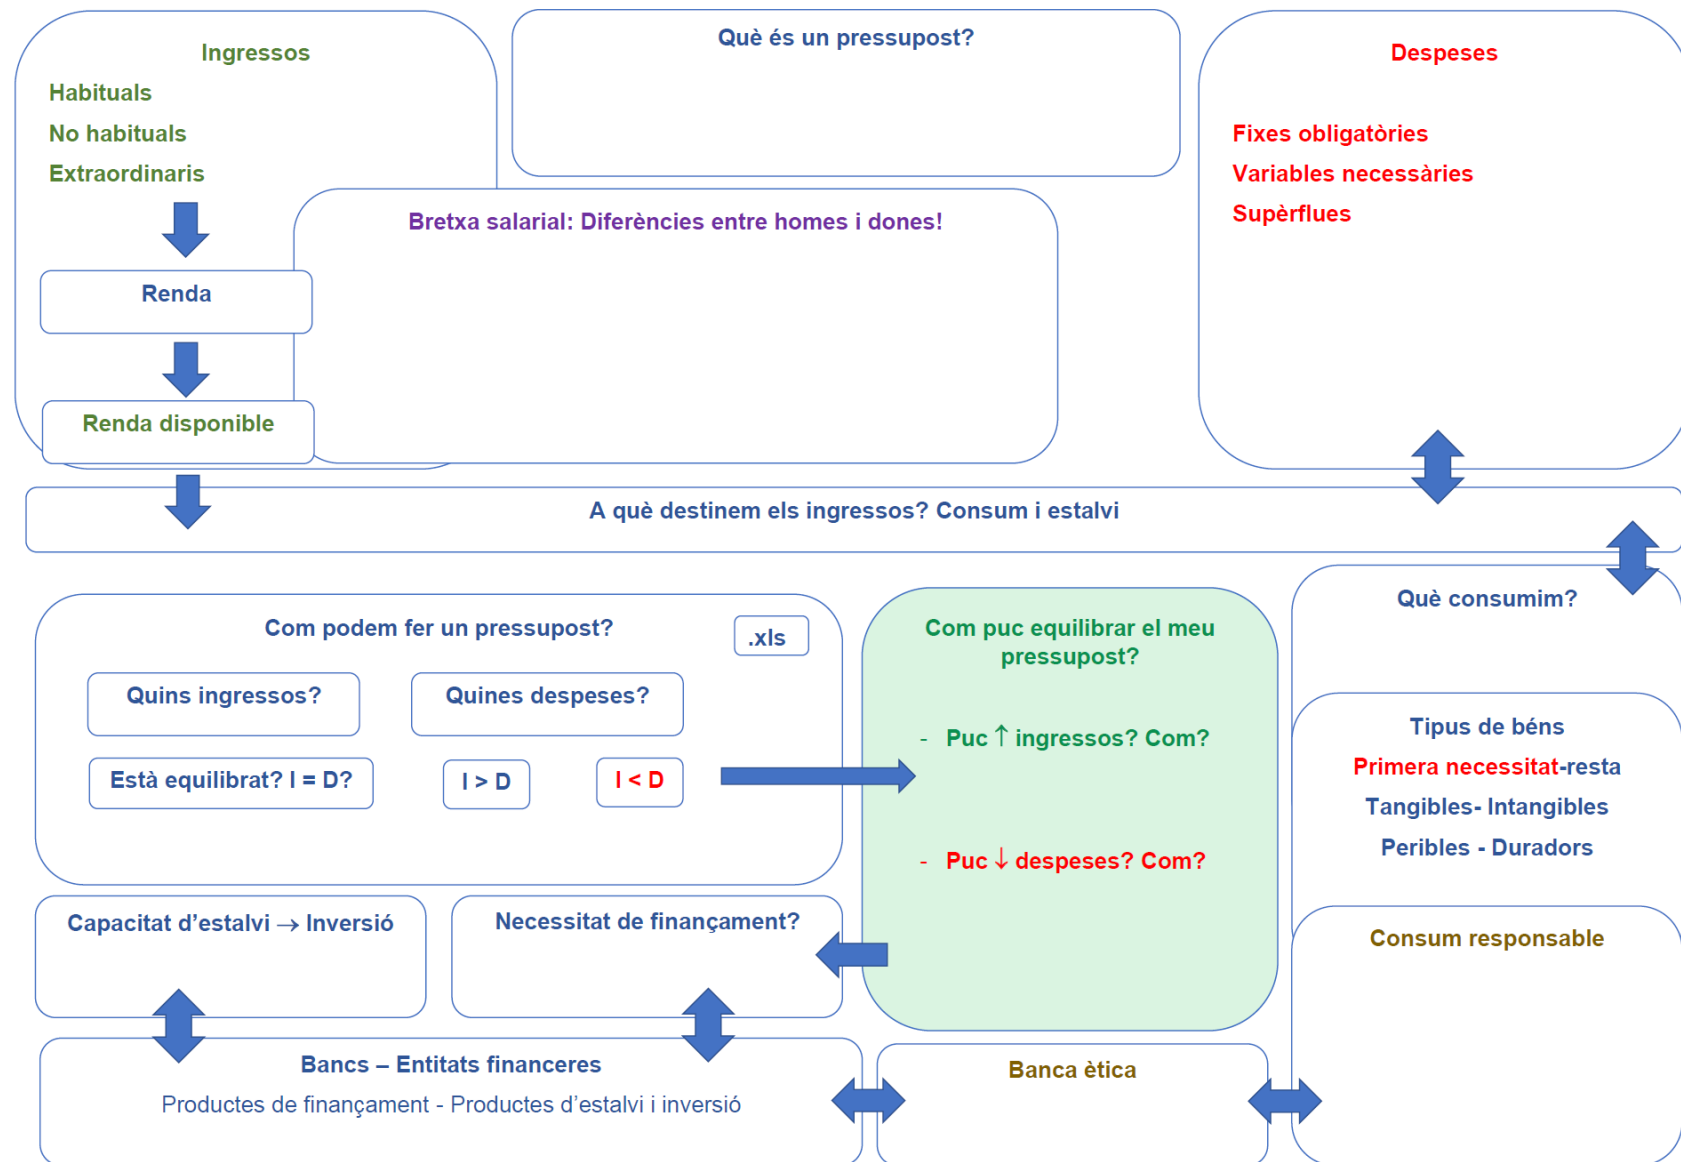 Ingressos
Habituals
No habituals
Extraordinaris
Renda
Renda disponible
Què és un pressupost?
Bretxa salarial: Diferències entre homes i dones!
Despeses
Fixes obligatòries
Variables necessàries
Supèrflues
A què destinem els ingressos? Consum i estalvi
Com podem fer un pressupost?
.xls
Quins ingressos?
Quines despeses?
Està equilibrat? I = D?
I > D
I < D
Com puc equilibrar el meu
pressupost?
- Puc ↑ ingressos? Com?
- Puc ↓ despeses? Com?
Què consumim?
Tipus de béns
Primera necessitat-resta
Tangibles- Intangibles
Peribles - Duradors
Consum responsable
Capacitat d'estalvi → Inversió
Necessitat de finançament?
Bancs – Entitats financeres
Productes de finançament - Productes d'estalvi i inversió
Banca ètica